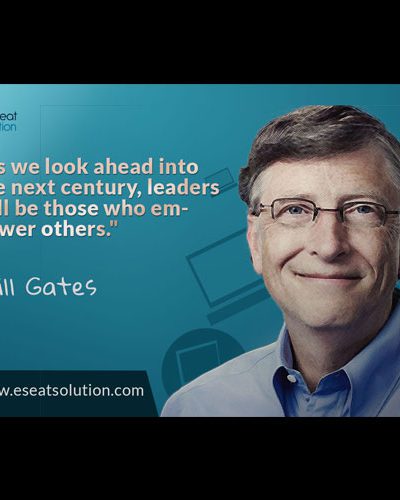 eat
tion
s we look ahead into
e next century, leaders
ll be those who em-
wer others."
ill Gates
w.eseatsolution.com